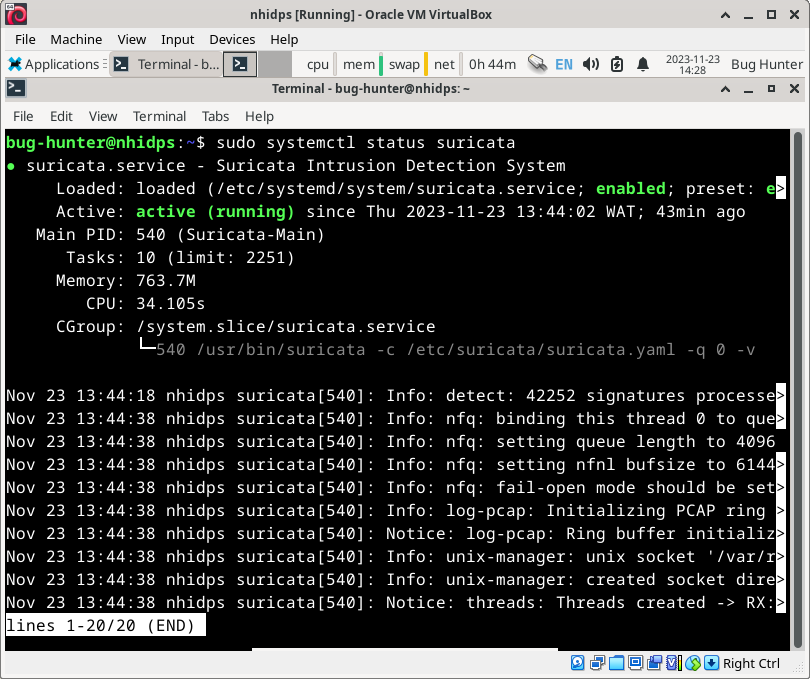 nhidps [Running] - Oracle VM VirtualBox
File Machine View Input Devices Help
Applications Terminal - b... cpu mem swap net 0h 44m EN 2023-11-23 14:28 Bug Hunter
Terminal - bug-hunter@nhidps: ~
File Edit View Terminal Tabs Help
bug-hunter@nhidps:~$ sudo systemctl status suricata
● suricata.service - Suricata Intrusion Detection System
Loaded: loaded (/etc/systemd/system/suricata.service; enabled; preset: e>
Active: active (running) since Thu 2023-11-23 13:44:02 WAT; 43min ago
Main PID: 540 (Suricata-Main)
Tasks: 10 (limit: 2251)
Memory: 763.7M
CPU: 34.105s
CGroup: /system.slice/suricata.service
└─540 /usr/bin/suricata -c /etc/suricata/suricata.yaml -q 0 -v
Nov 23 13:44:18 nhidps suricata[540]: Info: detect: 42252 signatures processe>
Nov 23 13:44:38 nhidps suricata[540]: Info: nfq: binding this thread 0 to que>
Nov 23 13:44:38 nhidps suricata[540]: Info: nfq: setting queue length to 4096
Nov 23 13:44:38 nhidps suricata[540]: Info: nfq: setting nfnl bufsize to 6144>
Nov 23 13:44:38 nhidps suricata[540]: Info: nfq: fail-open mode should be set>
Nov 23 13:44:38 nhidps suricata[540]: Info: log-pcap: Initializing PCAP ring >
Nov 23 13:44:38 nhidps suricata[540]: Notice: log-pcap: Ring buffer initializ>
Nov 23 13:44:38 nhidps suricata[540]: Info: unix-manager: unix socket '/var/r>
Nov 23 13:44:38 nhidps suricata[540]: Info: unix-manager: created socket dire>
Nov 23 13:44:38 nhidps suricata[540]: Notice: threads: Threads created -> RX:>
lines 1-20/20 (END)
Right Ctrl